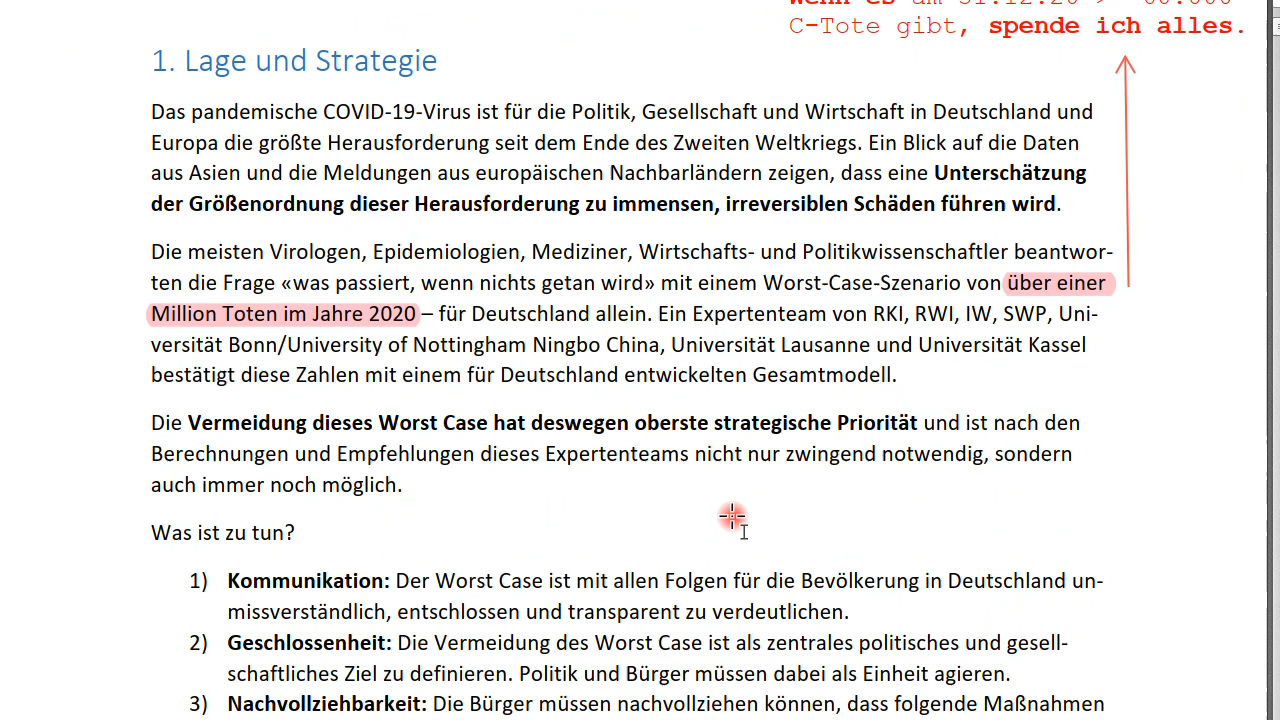 C-Tote gibt, spende ich alles.
1. Lage und Strategie
Das pandemische COVID-19-Virus ist für die Politik, Gesellschaft und Wirtschaft in Deutschland und
Europa die größte Herausforderung seit dem Ende des Zweiten Weltkriegs. Ein Blick auf die Daten
aus Asien und die Meldungen aus europäischen Nachbarländern zeigen, dass eine Unterschätzung
der Größenordnung dieser Herausforderung zu immensen, irreversiblen Schäden führen wird.
Die meisten Virologen, Epidemiologien, Mediziner, Wirtschafts- und Politikwissenschaftler beantwor-
ten die Frage «was passiert, wenn nichts getan wird» mit einem Worst-Case-Szenario von über einer
Million Toten im Jahre 2020 – für Deutschland allein. Ein Expertenteam von RKI, RWI, IW, SWP, Uni-
versität Bonn/University of Nottingham Ningbo China, Universität Lausanne und Universität Kassel
bestätigt diese Zahlen mit einem für Deutschland entwickelten Gesamtmodell.
Die Vermeidung dieses Worst Case hat deswegen oberste strategische Priorität und ist nach den
Berechnungen und Empfehlungen dieses Expertenteams nicht nur zwingend notwendig, sondern
auch immer noch möglich.
Was ist zu tun?
1) Kommunikation: Der Worst Case ist mit allen Folgen für die Bevölkerung in Deutschland un-
missverständlich, entschlossen und transparent zu verdeutlichen.
2) Geschlossenheit: Die Vermeidung des Worst Case ist als zentrales politisches und gesell-
schaftliches Ziel zu definieren. Politik und Bürger müssen dabei als Einheit agieren.
3) Nachvollziehbarkeit: Die Bürger müssen nachvollziehen können, dass folgende Maßnahmen